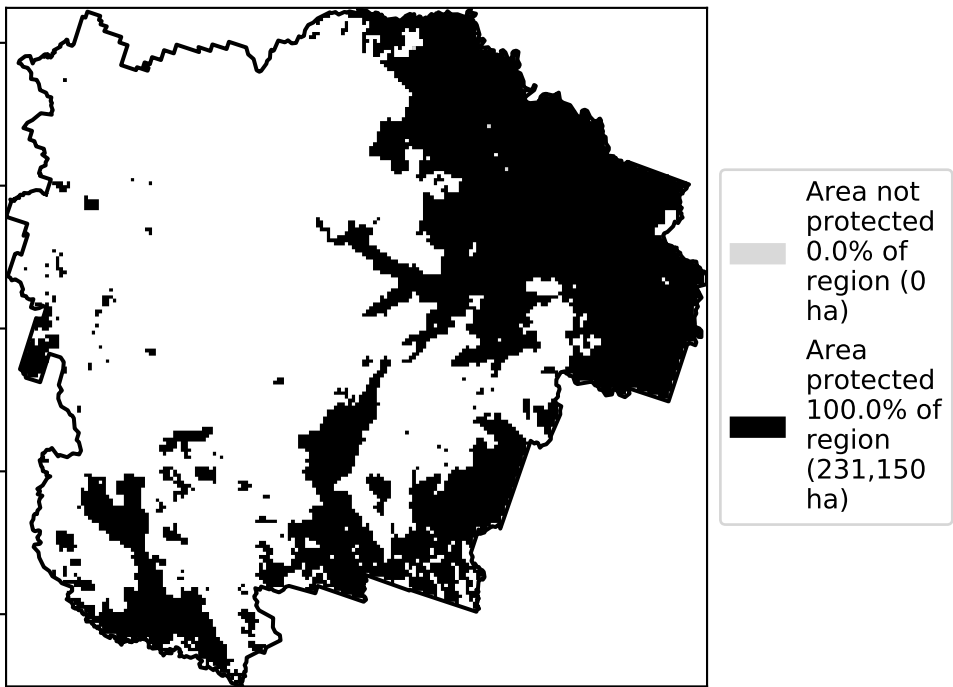 Area not
protected
0.0% of
region (0
ha)
Area
protected
100.0% of
region
(231,150
ha)